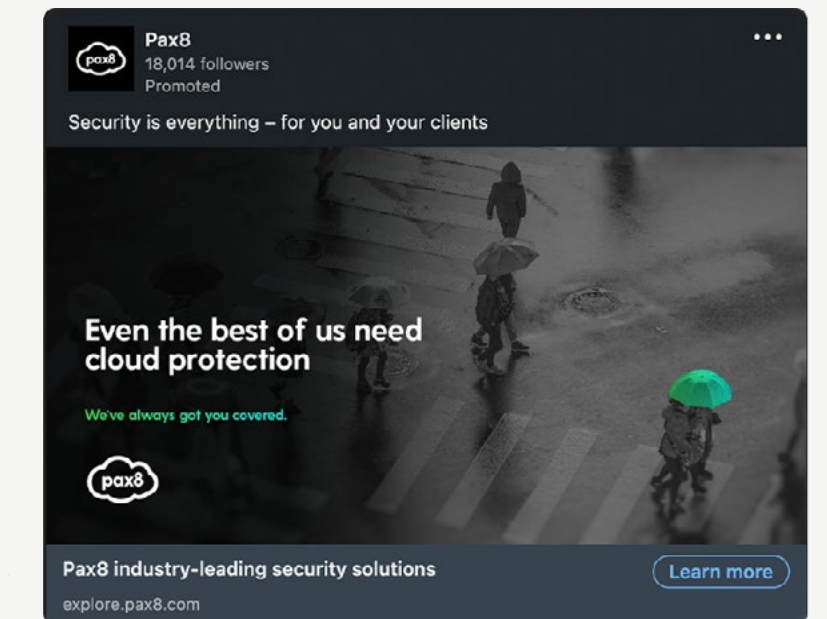 pax8
Pax8
18,014 followers
Promoted
Security is everything – for you and your clients
Even the best of us need
cloud protection
We've always got you covered.
pax8
Pax8 industry-leading security solutions
Learn more
explore.pax8.com